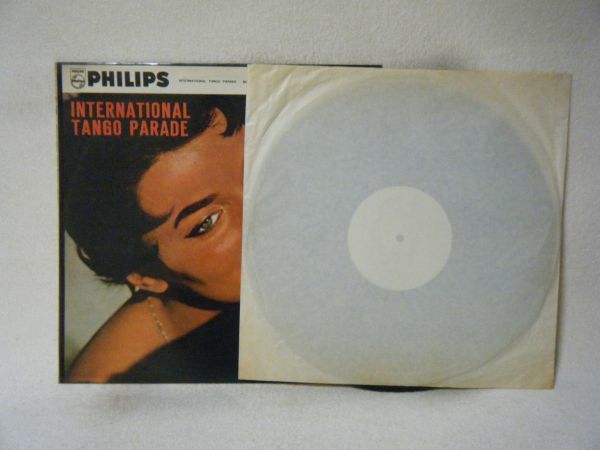 PHILIPS
INTERNATIONAL TANGO PARADE
INTERNATIONAL
TANGO PARADE